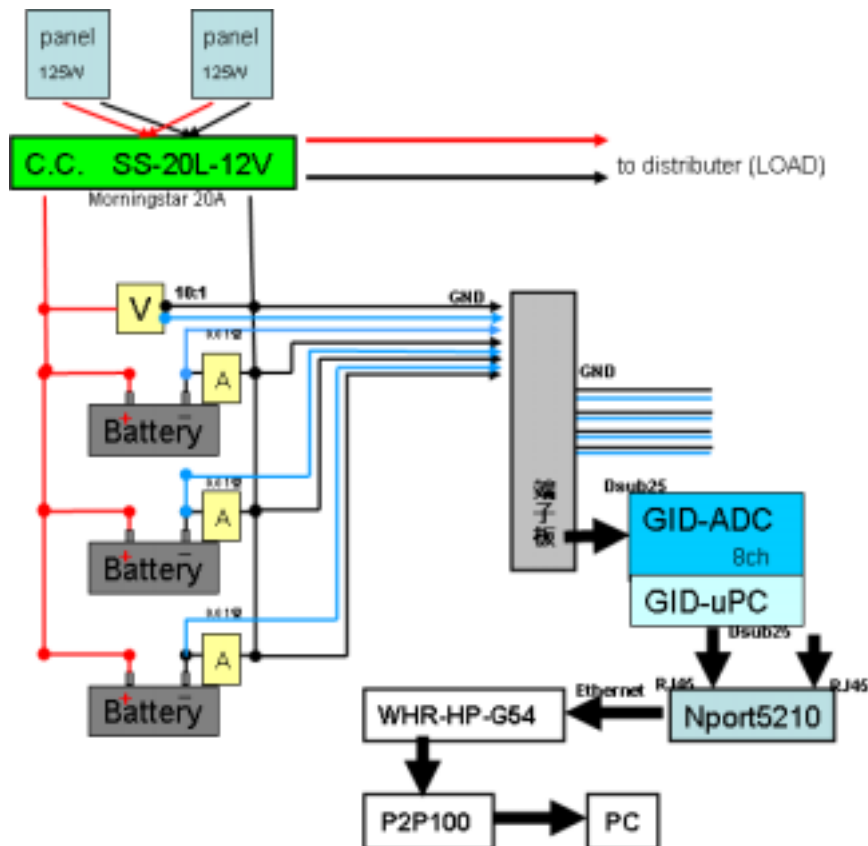 panel
125W
panel
125W
C.C. SS-20L-12V
Morningstar 20A
to distributer (LOAD)
V
10:1
GND
A
Battery
+
−
A
Battery
+
−
A
Battery
+
−
端子板
GND
Dsub25
GID-ADC
8ch
GID-uPC
Dsub25
RJ45
RJ45
Ethernet
WHR-HP-G54
Nport5210
P2P100
PC